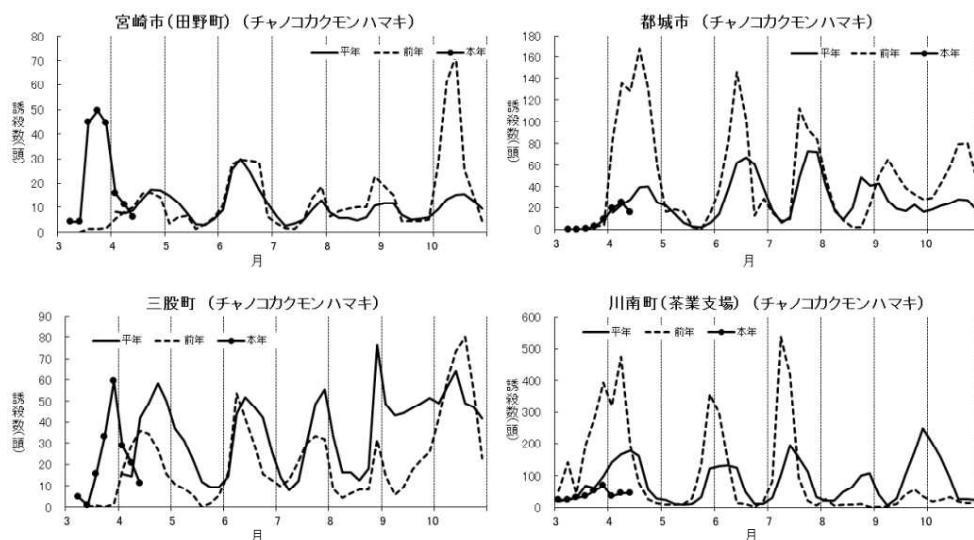 宮崎市(田野町) (チャノコカクモンハマキ)
平年 前年 本年
誘殺数(頭)
80
70
60
50
40
30
20
10
0
3 4 5 6 7 8 9 10
月
都城市 (チャノコカクモンハマキ)
平年 前年 本年
誘殺数(頭)
180
160
140
120
100
80
60
40
20
0
3 4 5 6 7 8 9 10
月
三股町 (チャノコカクモンハマキ)
平年 前年 本年
誘殺数(頭)
90
80
70
60
50
40
30
20
10
0
3 4 5 6 7 8 9 10
月
川南町(茶業支場) (チャノコカクモンハマキ)
平年 前年 本年
誘殺数(頭)
600
500
400
300
200
100
0
3 4 5 6 7 8 9 10
月